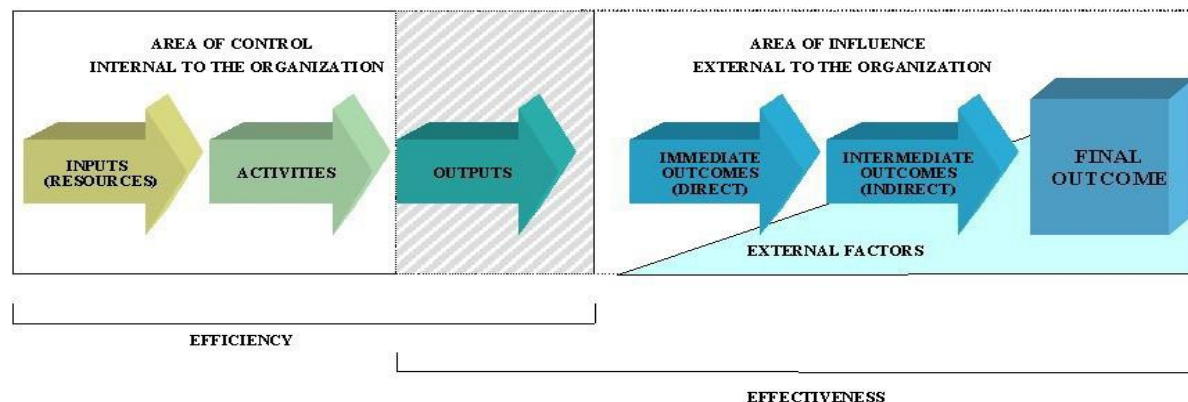 AREA OF CONTROL
INTERNAL TO THE ORGANIZATION
AREA OF INFLUENCE
EXTERNAL TO THE ORGANIZATION
INPUTS
(RESOURCES)
ACTIVITIES
OUTPUTS
IMMEDIATE
OUTCOMES
(DIRECT)
INTERMEDIATE
OUTCOMES
(INDIRECT)
FINAL
OUTCOME
EXTERNAL FACTORS
EFFICIENCY
EFFECTIVENESS